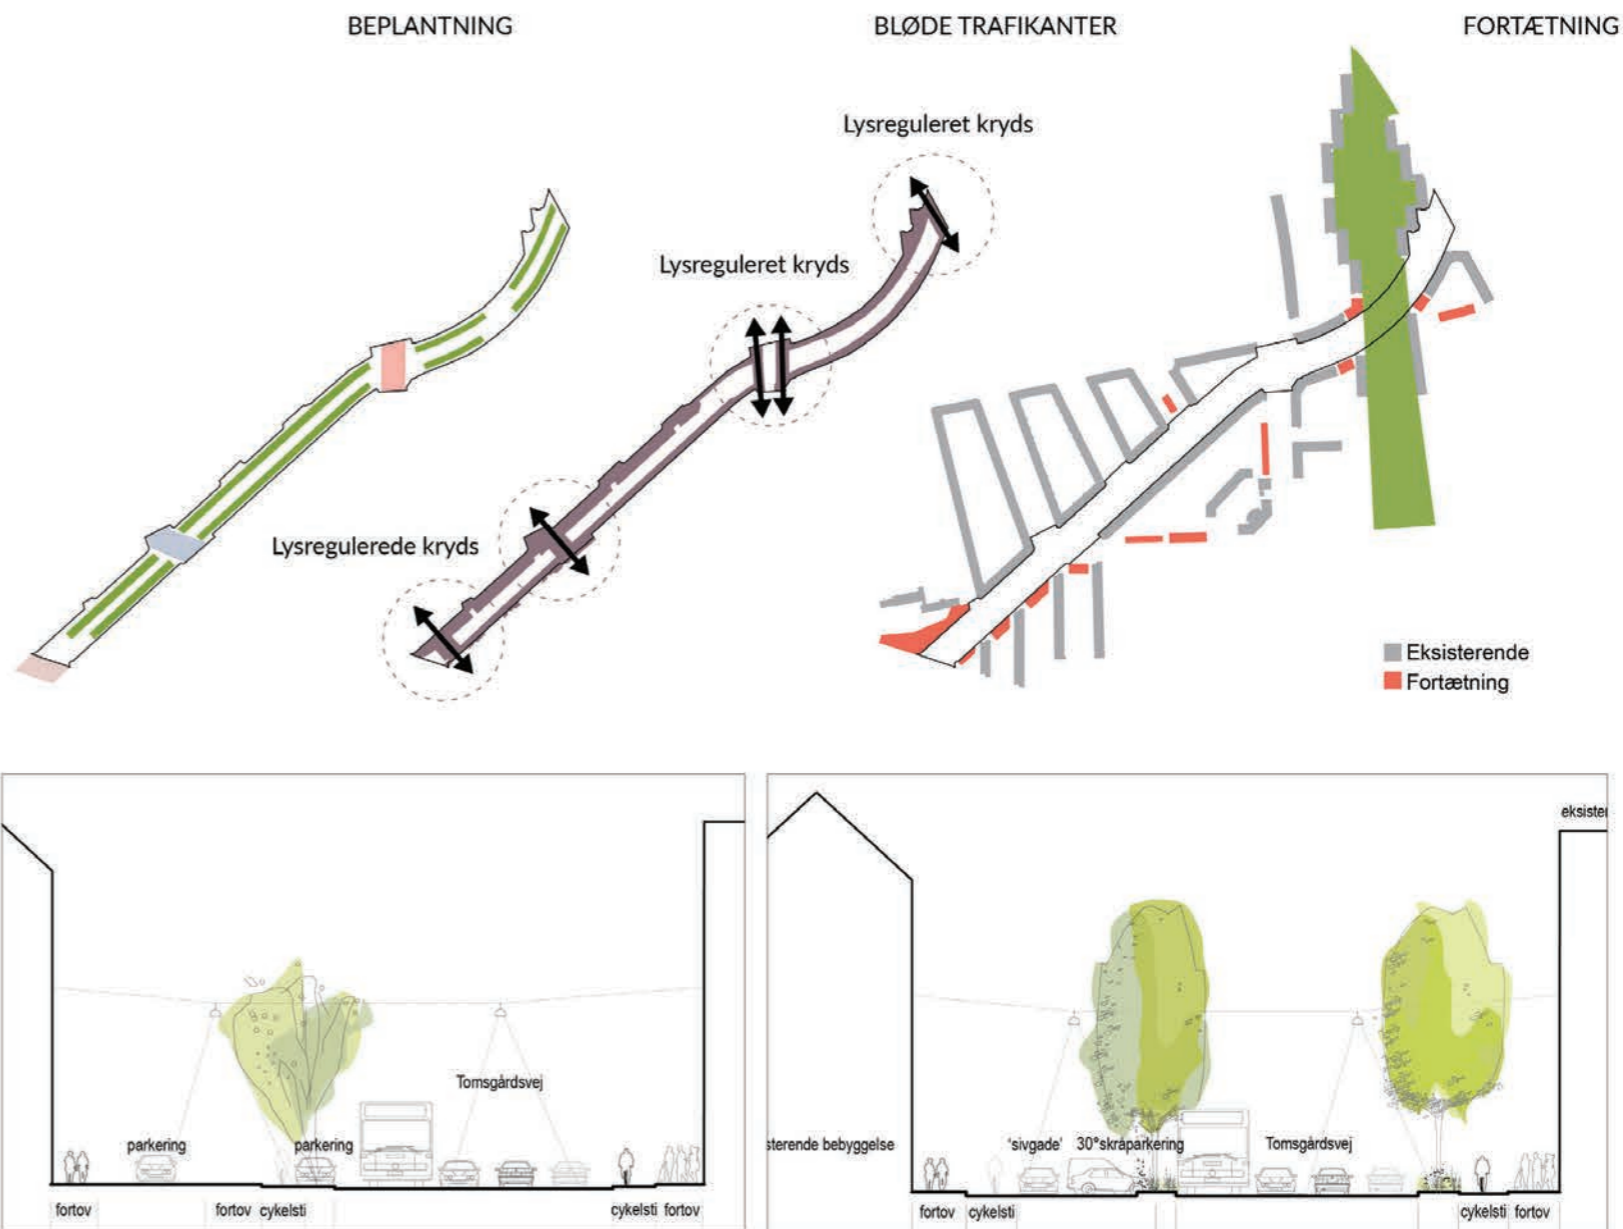 BEPLANTNING
BLØDE TRAFIKANTER
FORTÆTNING
Lysreguleret kryds
Lysreguleret kryds
Lysregulerede kryds
Eksisterende
Fortætning
Tomsgårdsvej
parkering
parkering
fortov
fortov
cykelsti
cykelsti
fortov
eksister
sterende bebyggelse
'sivgade'
30°skråparkering
Tomsgårdsvej
fortov
cykelsti
cykelsti
fortov